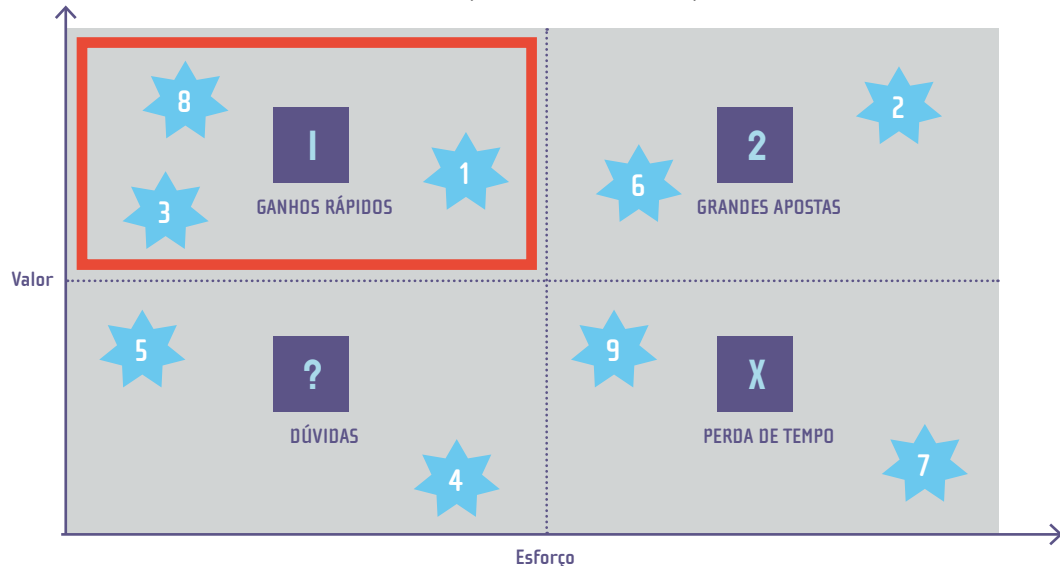 8
1
1
3
GANHOS RÁPIDOS
2
2
6
GRANDES APOSTAS
Valor
5
?
DÚVIDAS
4
9
X
PERDA DE TEMPO
7
Esforço